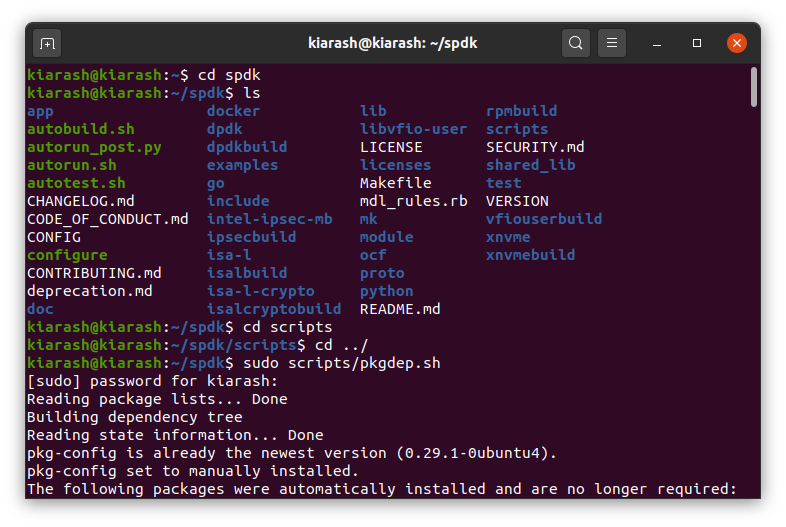 kiarash@kiarash: ~/spdk
kiarash@kiarash:~$ cd spdk
kiarash@kiarash:~/spdk$ ls
app docker lib rpmbuild
autobuild.sh dpdk libvfio-user scripts
autorun_post.py dpdkbuild LICENSE SECURITY.md
autorun.sh examples licenses shared_lib
autotest.sh go Makefile test
CHANGELOG.md include mdl_rules.rb VERSION
CODE_OF_CONDUCT.md intel-ipsec-mb mk vfiouserbuild
CONFIG ipsecbuild module xnvme
configure isa-l ocf xnvmebuild
CONTRIBUTING.md isalbuild proto
deprecation.md isa-l-crypto python
doc isalcryptobuild README.md
kiarash@kiarash:~/spdk$ cd scripts
kiarash@kiarash:~/spdk/scripts$ cd ../
kiarash@kiarash:~/spdk$ sudo scripts/pkgdep.sh
[sudo] password for kiarash:
Reading package lists... Done
Building dependency tree
Reading state information... Done
pkg-config is already the newest version (0.29.1-0ubuntu4).
pkg-config set to manually installed.
The following packages were automatically installed and are no longer required: